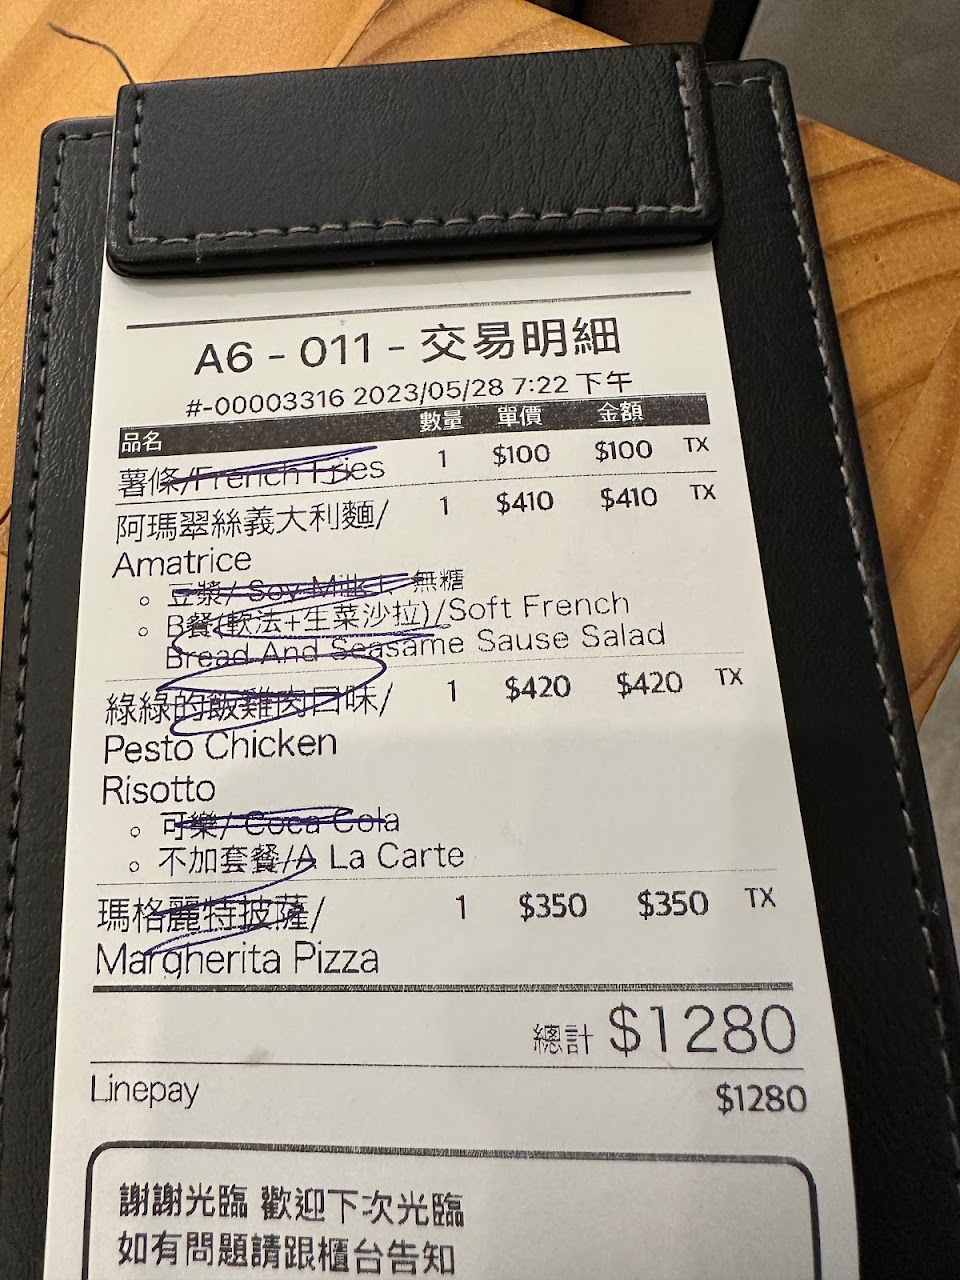 A6 - 011 - 交易明細
#-00003316 2023/05/28 7:22 下午
品名 數量 單價 金額
薯條/French Fries 1 $100 $100 TX
阿瑪翠絲義大利麵/ 1 $410 $410 TX
Amatrice
豆漿/ Soy Milk L 無糖
B餐(軟法+生菜沙拉)/Soft French
Bread And Seasame Sause Salad
綠綠的飯雞肉口味/ 1 $420 $420 TX
Pesto Chicken
Risotto
可樂/ Coca Cola
不加套餐/A La Carte
瑪格麗特披薩/ 1 $350 $350 TX
Margherita Pizza
總計 $1280
Linepay $1280
謝謝光臨 歡迎下次光臨
如有問題請跟櫃台告知